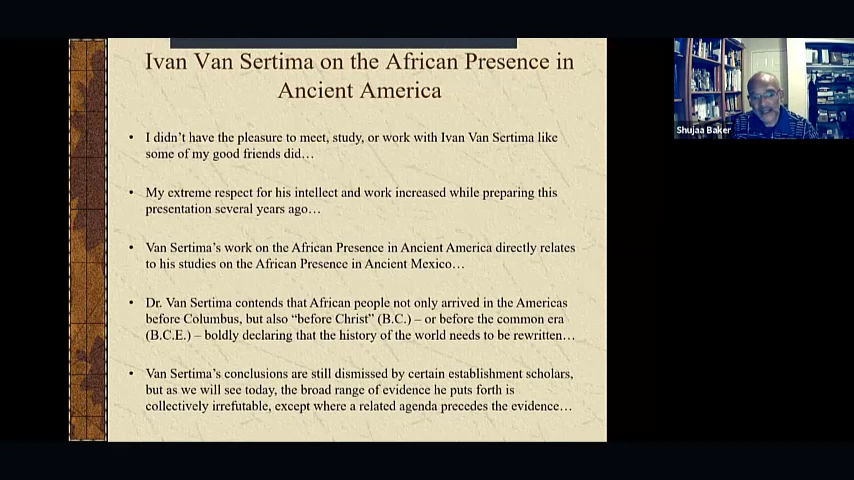 Ivan Van Sertima on the African Presence in
Ancient America
• I didn't have the pleasure to meet, study, or work with Ivan Van Sertima like
some of my good friends did…
• My extreme respect for his intellect and work increased while preparing this
presentation several years ago…
• Van Sertima's work on the African Presence in Ancient America directly relates
to his studies on the African Presence in Ancient Mexico…
• Dr. Van Sertima contends that African people not only arrived in the Americas
before Columbus, but also "before Christ" (B.C.) – or before the common era
(B.C.E.) – boldly declaring that the history of the world needs to be rewritten…
• Van Sertima's conclusions are still dismissed by certain establishment scholars,
but as we will see today, the broad range of evidence he puts forth is
collectively irrefutable, except where a related agenda precedes the evidence…
Shujaa Baker